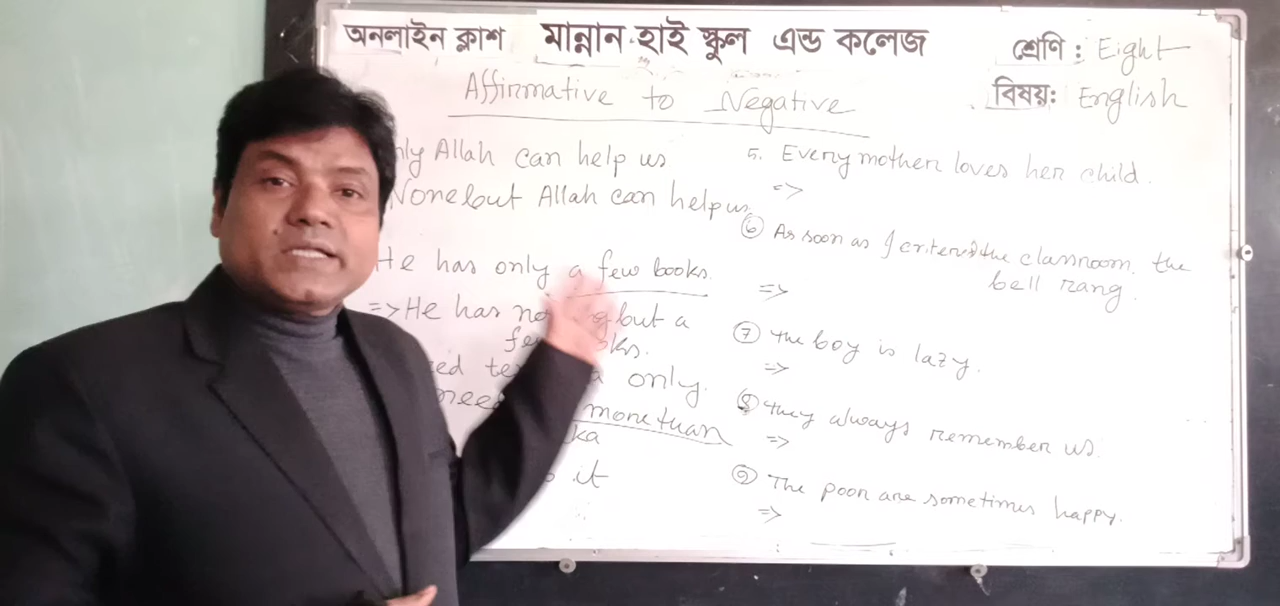 অনলাইন ক্লাশ মান্নান হাই স্কুল এন্ড কলেজ
শ্রেণি : Eight
বিষয়: English
Affirmative to Negative
Allah can help us
None but Allah can help us
He has only a few books.
=> He has but a
only.
more than
it
5. Every mother loves her child.
=>
⑥ As soon as I the classroom, the
bell rang.
=>
⑦ The boy is lazy.
=>
⑧ They always remember us.
=>
⑨ The poor are sometimes happy.
=>